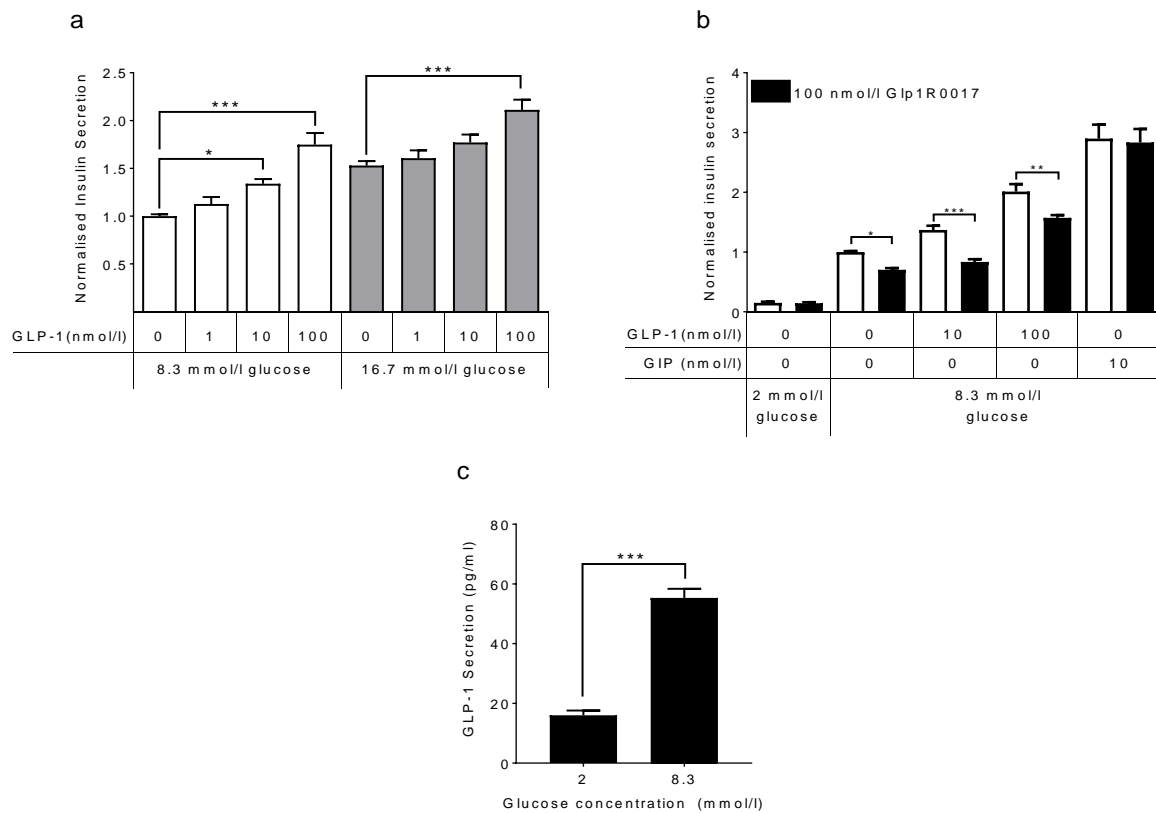 a
Normalized Insulin Secretion
2.5
2.0
1.5
1.0
0.5
***
*
***
GLP-1(nmol/l) 0 1 10 100 0 1 10 100
8.3 mmol/l glucose 16.7 mmol/l glucose
b
Normalised insulin secretion
4
3
2
1
0
100 nmol/l Glp1R0017
*
***
**
GLP-1(nmol/l) 0 0 10 100 0
GIP (nmol/l) 0 0 0 0 10
2 mmol/l glucose 8.3 mmol/l glucose
c
GLP-1 Secretion (pg/ml)
80
60
40
20
0
***
2 8.3
Glucose concentration (mmol/l)